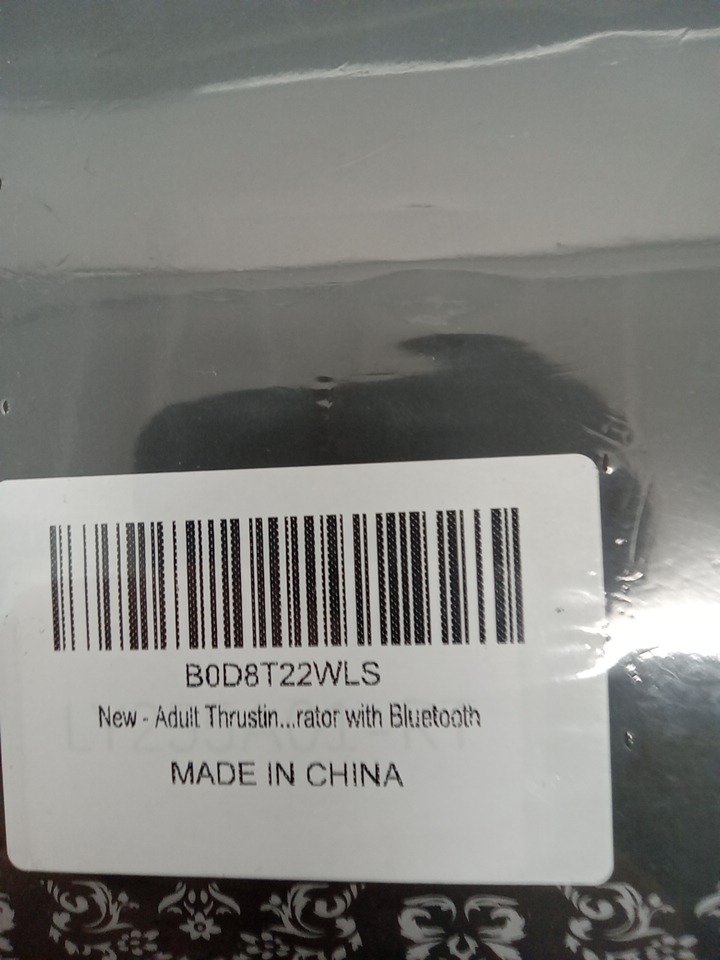 B0D8T22WLS
New - Adult Thrustin...rator with Bluetooth
MADE IN CHINA